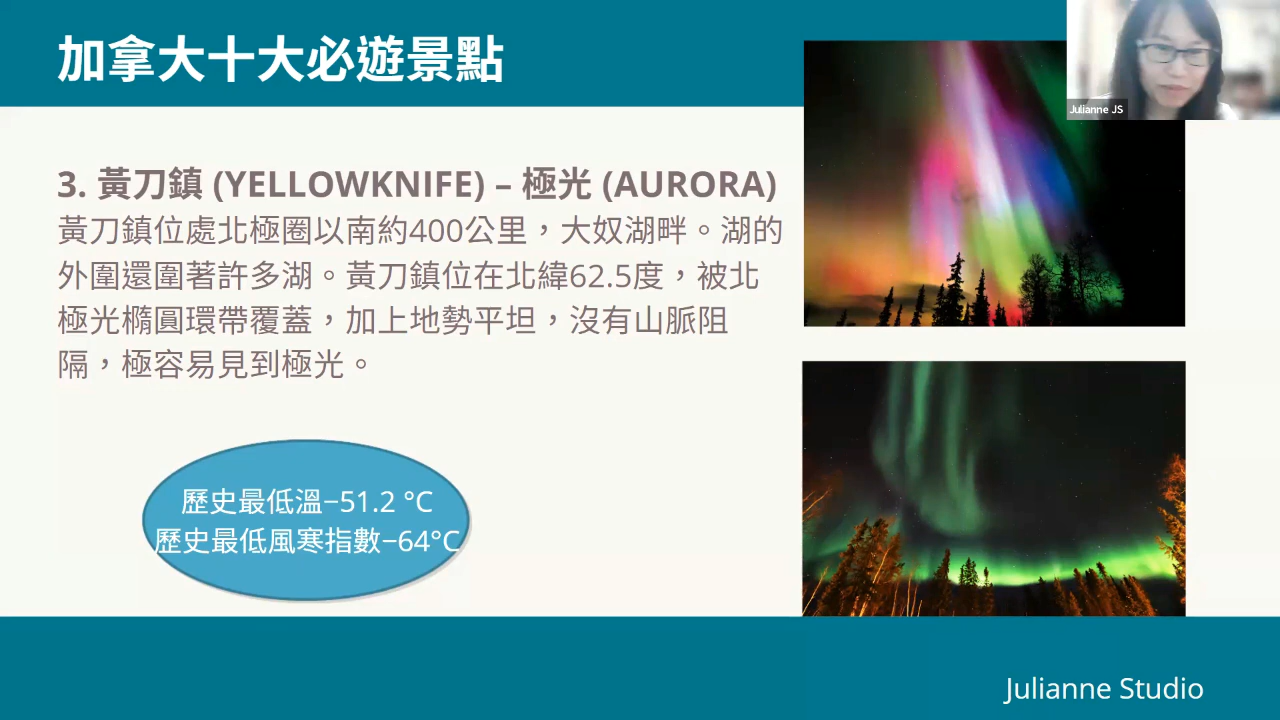 加拿大十大必遊景點
Julianne JS
3. 黃刀鎮 (YELLOWKNIFE) – 極光 (AURORA)
黃刀鎮位處北極圈以南約400公里，大奴湖畔。湖的
外圍還圍著許多湖。黃刀鎮位在北緯62.5度，被北
極光橢圓環帶覆蓋，加上地勢平坦，沒有山脈阻
隔，極容易見到極光。
歷史最低溫−51.2 °C
歷史最低風寒指數−64°C
Julianne Studio